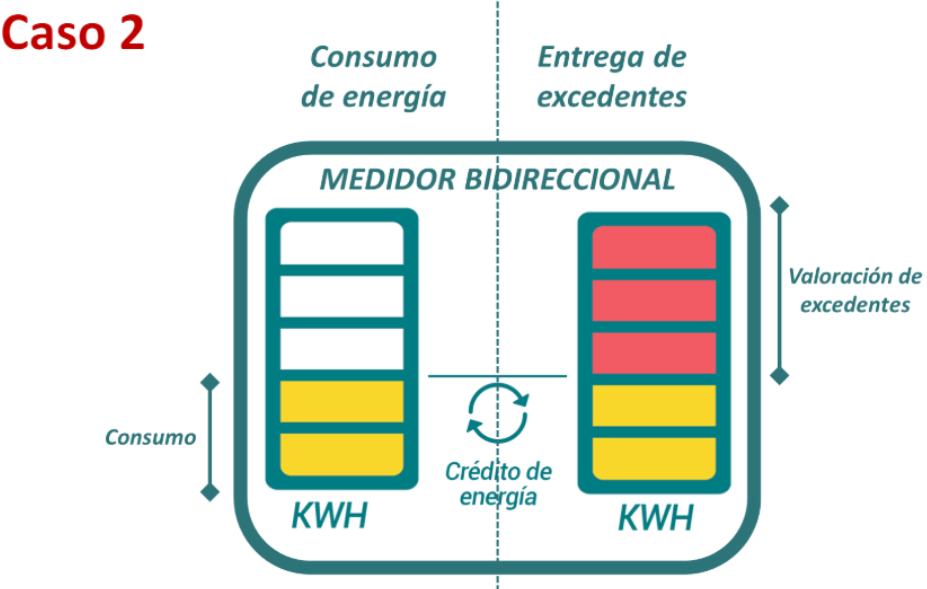 Caso 2
Consumo
de energía
Entrega de
excedentes
MEDIDOR BIDIRECCIONAL
Valoración de
excedentes
Consumo
Crédito de
energía
KWH
KWH